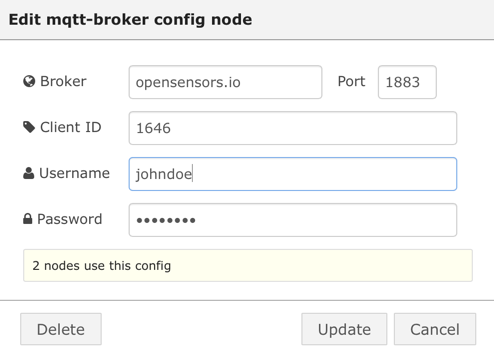 Edit mqtt-broker config node
Broker opensensors.io Port 1883
Client ID 1646
Username johndoe
Password ••••••••
2 nodes use this config
Delete Update Cancel